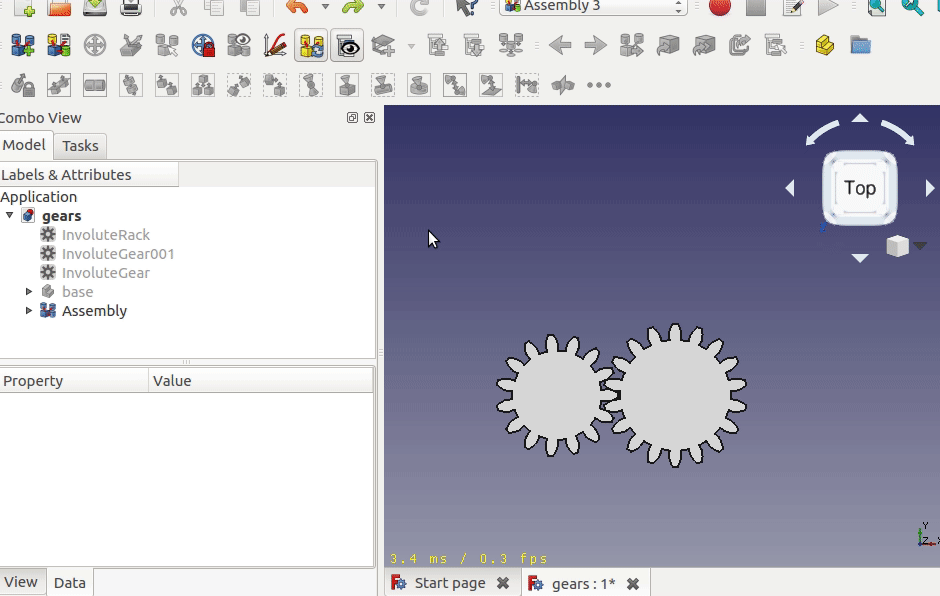 Assembly 3
Combo View
Model
Tasks
Labels & Attributes
Application
gears
InvoluteRack
InvoluteGear001
InvoluteGear
base
Assembly
Property
Value
View
Data
Top
Y
Z
X
3.4 ms / 0.3 fps
Start page
gears : 1*